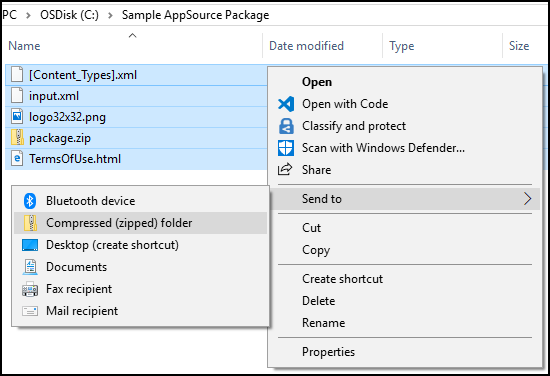 PC > OSDisk (C:) > Sample AppSource Package
Name Date modified Type Size
[Content_Types].xml
input.xml
logo32x32.png
package.zip
TermsOfUse.html
Open
Open with Code
Classify and protect
Scan with Windows Defender...
Share
Send to
Cut
Copy
Create shortcut
Delete
Rename
Properties
Bluetooth device
Compressed (zipped) folder
Desktop (create shortcut)
Documents
Fax recipient
Mail recipient